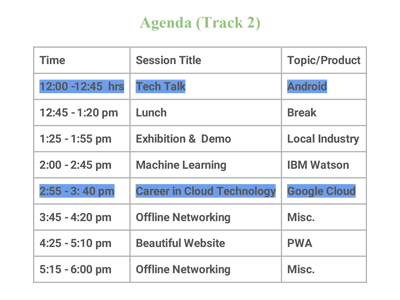 Agenda (Track 2)
Time Session Title Topic/Product
12:00 -12:45 hrs Tech Talk Android
12:45 - 1:20 pm Lunch Break
1:25 - 1:55 pm Exhibition & Demo Local Industry
2:00 - 2:45 pm Machine Learning IBM Watson
2:55 - 3: 40 pm Career in Cloud Technology Google Cloud
3:45 - 4:20 pm Offline Networking Misc.
4:25 - 5:10 pm Beautiful Website PWA
5:15 - 6:00 pm Offline Networking Misc.